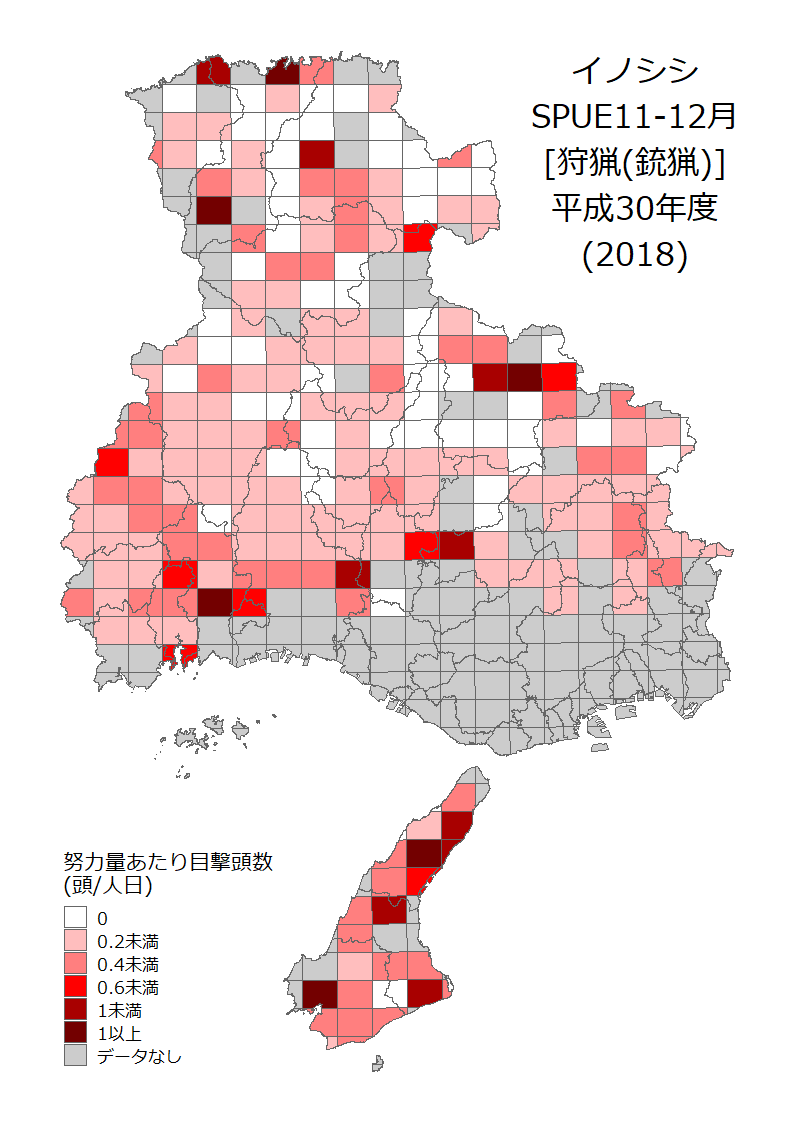 イノシシ
SPUE11-12月
[狩猟(銃猟)]
平成30年度
(2018)
努力量あたり目撃頭数
(頭/人日)
0
0.2未満
0.4未満
0.6未満
1未満
1以上
データなし